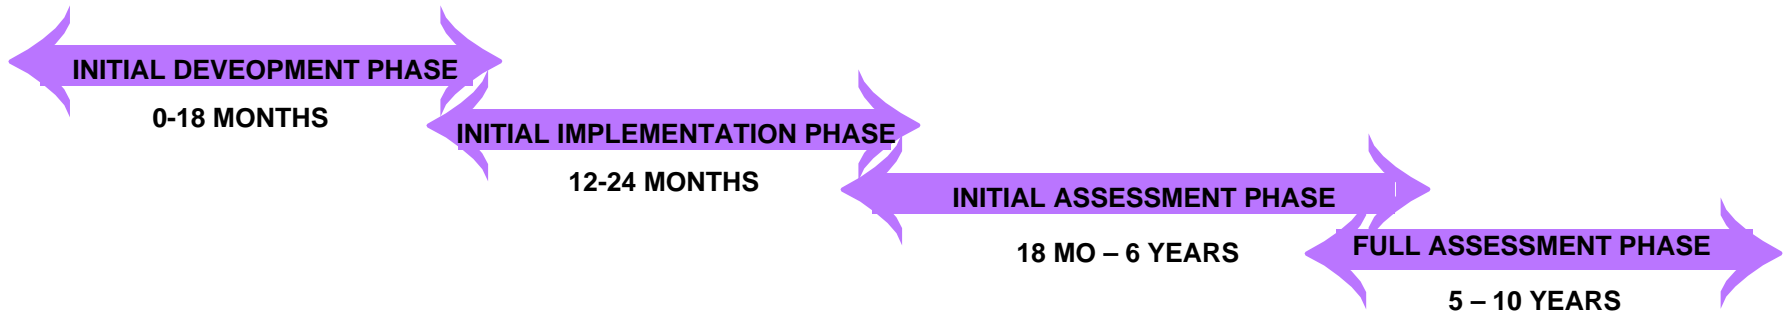 INITIAL DEVEOPMENT PHASE
0-18 MONTHS
INITIAL IMPLEMENTATION PHASE
12-24 MONTHS
INITIAL ASSESSMENT PHASE
18 MO – 6 YEARS
FULL ASSESSMENT PHASE
5 – 10 YEARS